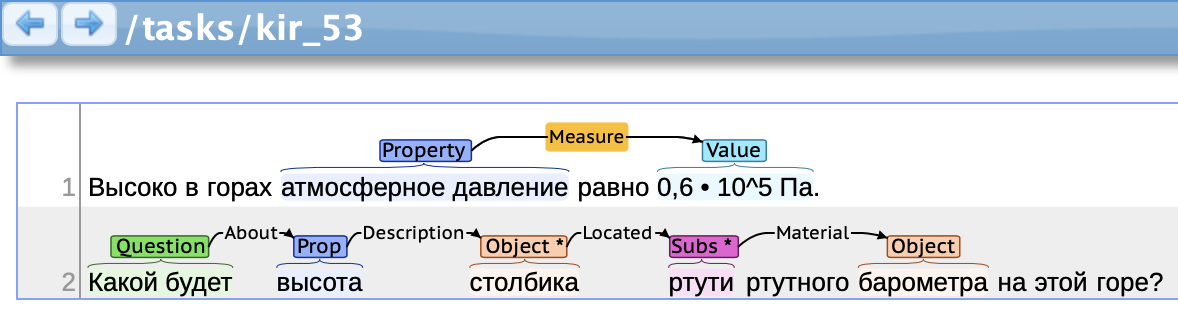 /tasks/kir_53
Property Measure Value
1 Высоко в горах атмосферное давление равно 0,6 • 10^5 Па.
Question About Prop Description Object * Located Subs * Material Object
2 Какой будет высота столбика ртути ртутного барометра на этой горе?